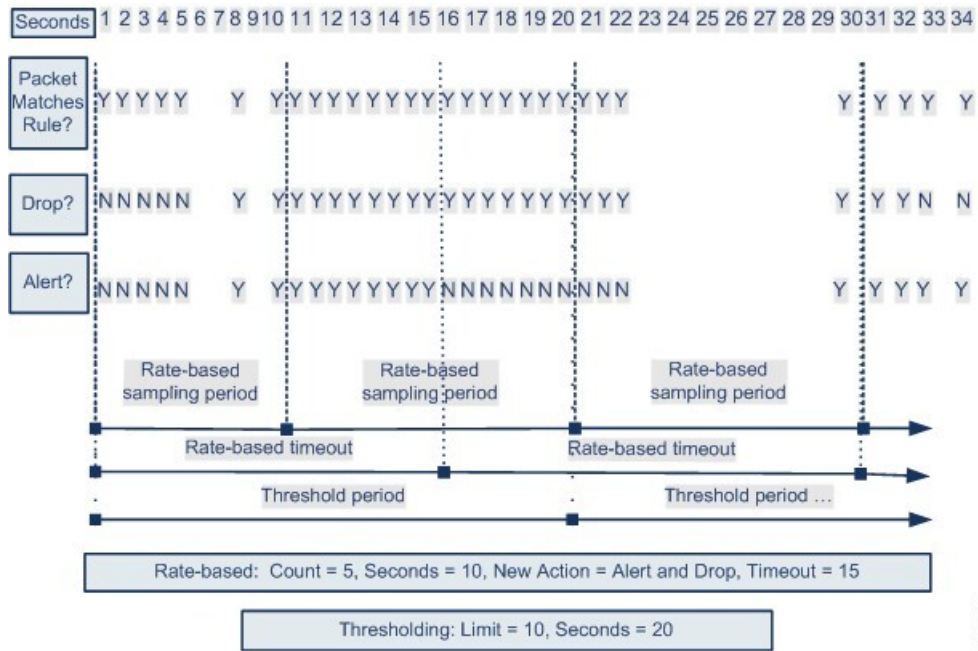 Seconds 1 2 3 4 5 6 7 8 9 10 11 12 13 14 15 16 17 18 19 20 21 22 23 24 25 26 27 28 29 30 31 32 33 34
Packet
Matches
Rule?
Y Y Y Y Y Y Y Y Y Y Y Y Y Y Y Y Y Y Y Y Y Y Y Y Y Y Y Y Y Y
Drop?
N N N N N Y Y Y Y Y Y Y Y Y Y Y Y Y Y Y Y Y Y Y Y Y Y Y N N
Alert?
N N N N N Y Y Y Y Y Y Y Y Y Y N N N N N N N N N N Y Y Y Y Y
Rate-based
sampling period
Rate-based
sampling period
Rate-based
sampling period
Rate-based timeout
Rate-based timeout
Threshold period
Threshold period ...
Rate-based: Count = 5, Seconds = 10, New Action = Alert and Drop, Timeout = 15
Thresholding: Limit = 10, Seconds = 20